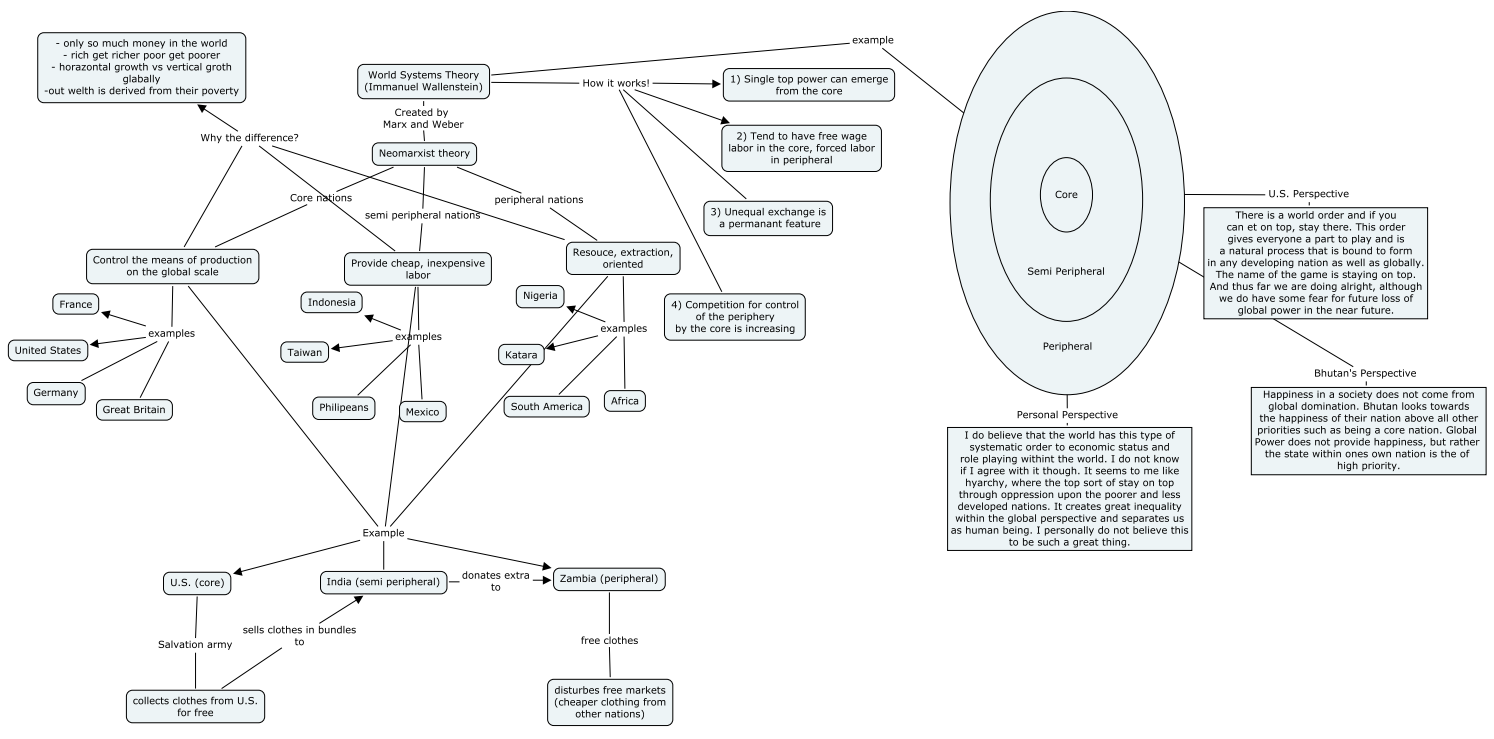 - only so much money in the world
- rich get richer poor get poorer
- horazontal growth vs vertical groth
glabally
-out welth is derived from their poverty
Why the difference?
World Systems Theory
(Immanuel Wallenstein)
Created by
Marx and Weber
Neomarxist theory
Core nations
semi peripheral nations
peripheral nations
How it works!
1) Single top power can emerge
from the core
2) Tend to have free wage
labor in the core, forced labor
in peripheral
3) Unequal exchange is
a permanant feature
4) Competition for control
of the periphery
by the core is increasing
example
Core
Semi Peripheral
Peripheral
U.S. Perspective
There is a world order and if you
can et on top, stay there. This order
gives everyone a part to play and is
a natural process that is bound to form
in any developing nation as well as globally.
The name of the game is staying on top.
And thus far we are doing alright, although
we do have some fear for future loss of
global power in the near future.
Bhutan's Perspective
Happiness in a society does not come from
global domination. Bhutan looks towards
the happiness of their nation above all other
priorities such as being a core nation. Global
Power does not provide happiness, but rather
the state within ones own nation is the of
high priority.
Personal Perspective
I do believe that the world has this type of
systematic order to economic status and
role playing withint the world. I do not know
if I agree with it though. It seems to me like
hyarchy, where the top sort of stay on top
through oppression upon the poorer and less
developed nations. It creates great inequality
within the global perspective and separates us
as human being. I personally do not believe this
to be such a great thing.
Control the means of production
on the global scale
France
examples
United States
Germany
Great Britain
Provide cheap, inexpensive
labor
Indonesia
examples
Taiwan
Philipeans
Mexico
Resouce, extraction,
oriented
Nigeria
examples
Katara
South America
Africa
Example
U.S. (core)
India (semi peripheral)
donates extra
to
Zambia (peripheral)
Salvation army
sells clothes in bundles
to
free clothes
collects clothes from U.S.
for free
disturbes free markets
(cheaper clothing from
other nations)